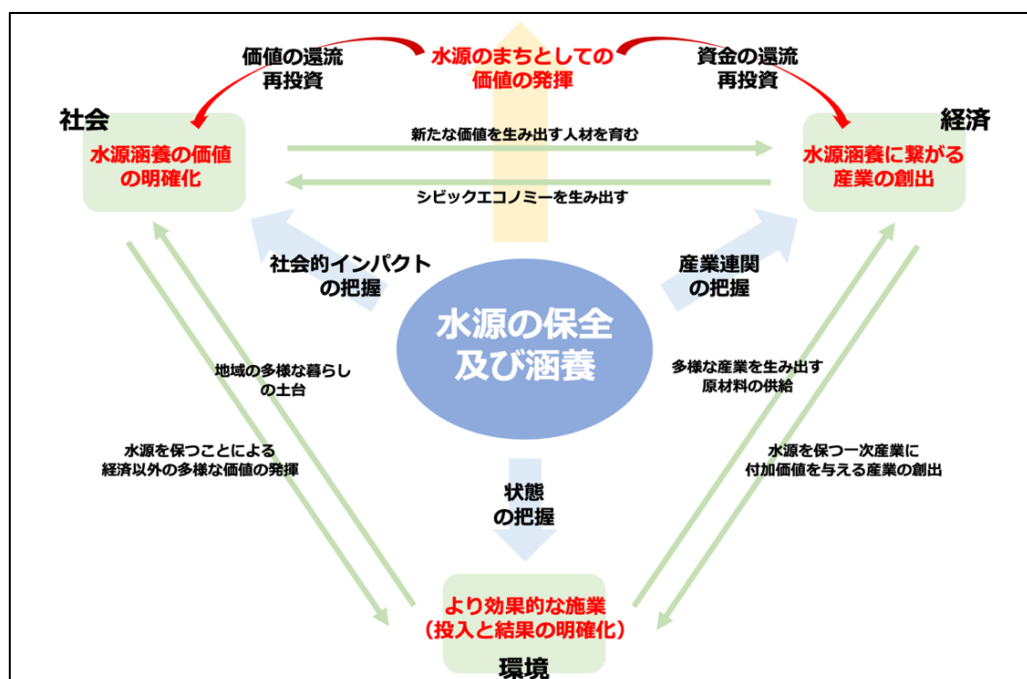 価値の還流
再投資
水源のまちとしての
価値の発揮
資金の還流
再投資
社会
経済
水源涵養の価値
の明確化
新たな価値を生み出す人材を育む
水源涵養に繋がる
産業の創出
シビックエコノミーを生み出す
社会的インパクト
の把握
産業連関
の把握
水源の保全
及び涵養
地域の多様な暮らし
の土台
多様な産業を生み出す
原材料の供給
水源を保つことによる
経済以外の多様な価値の発揮
水源を保つ一次産業に
付加価値を与える産業の創出
状態
の把握
より効果的な施業
(投入と結果の明確化)
環境